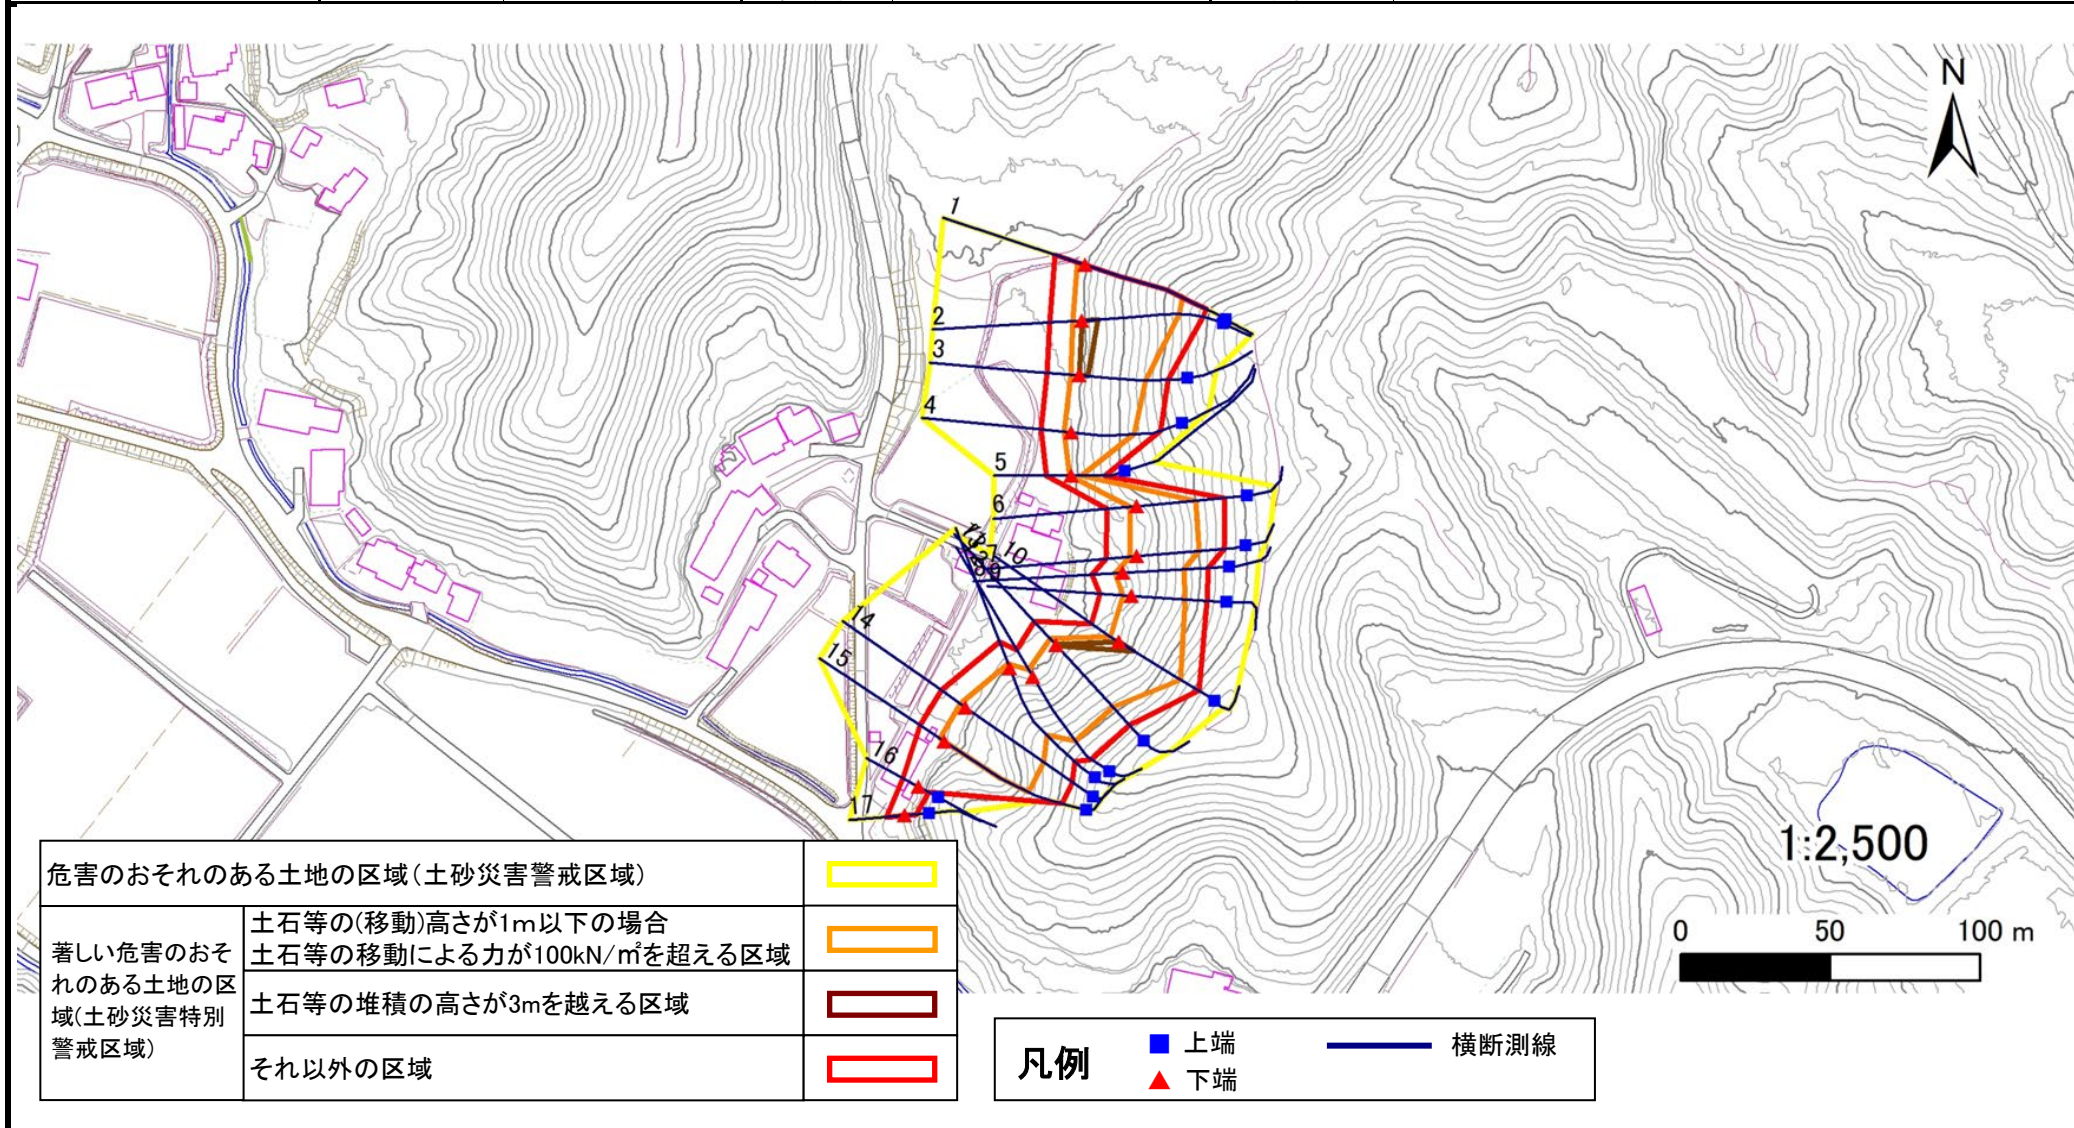 N
1
2
3
4
5
6
7
10
13
14
15
16
17
1:2,500
0 50 100 m
危害のおそれのある土地の区域(土砂災害警戒区域)
著しい危害のおそ
れのある土地の区
域(土砂災害特別
警戒区域)
土石等の(移動)高さが1m以下の場合
土石等の移動による力が100kN/㎡を超える区域
土石等の堆積の高さが3mを越える区域
それ以外の区域
凡例
上端
下端
横断測線